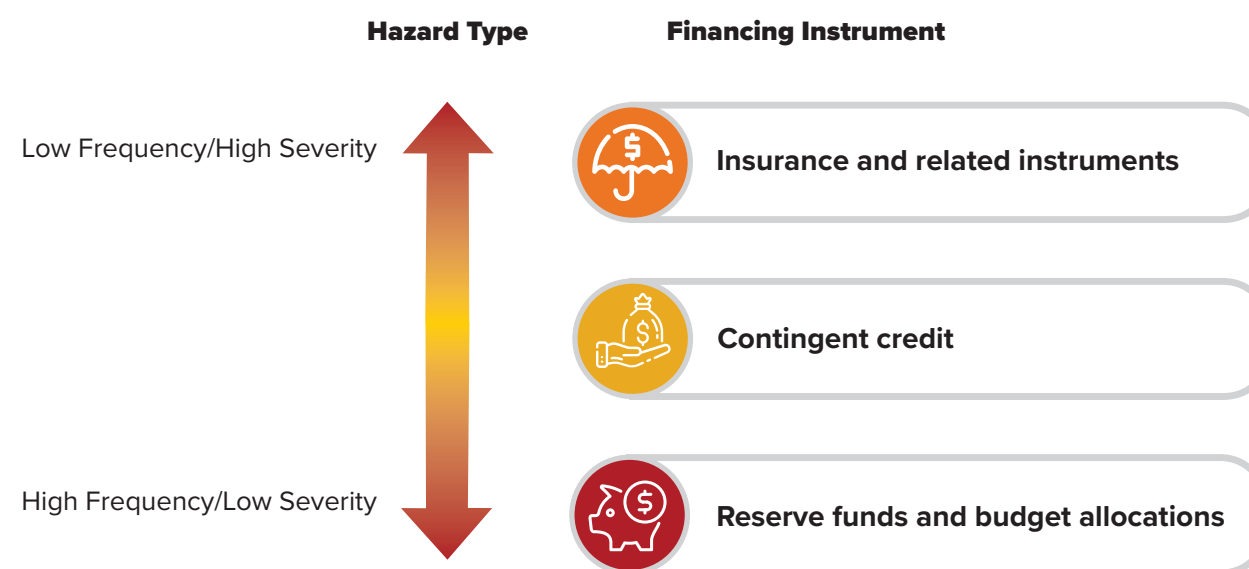 Hazard Type
Financing Instrument
Low Frequency/High Severity
$
Insurance and related instruments
$
Contingent credit
High Frequency/Low Severity
$
Reserve funds and budget allocations